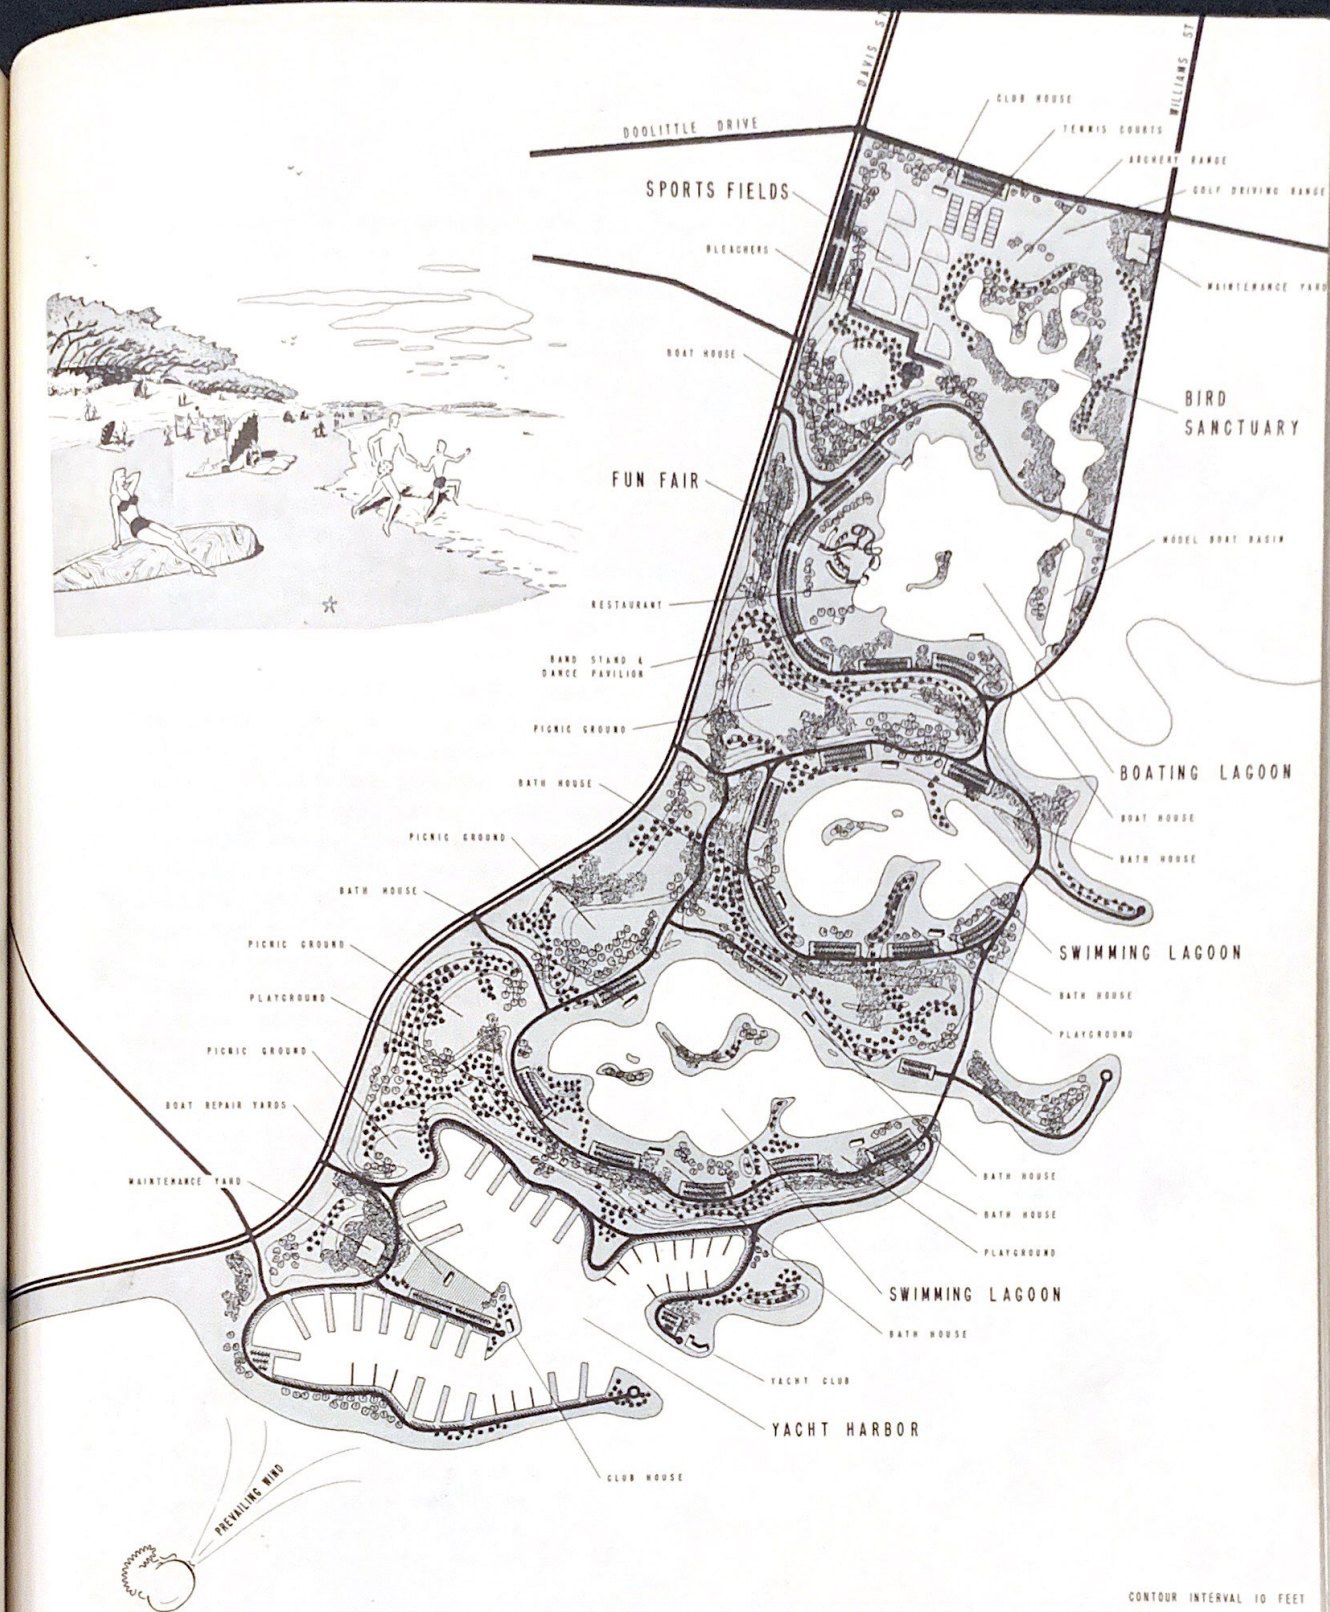 DAVIS ST
WILLIAMS ST
CLUB HOUSE
DOOLITTLE DRIVE
TENNIS COURTS
ARCHERY RANGE
SPORTS FIELDS
GOLF DRIVING RANGE
BLEACHERS
MAINTENANCE YARD
BOAT HOUSE
BIRD
SANCTUARY
FUN FAIR
MODEL BOAT BASIN
RESTAURANT
BAND STAND &
DANCE PAVILION
PICNIC GROUND
BOATING LAGOON
BATH HOUSE
BOAT HOUSE
PICNIC GROUND
BATH HOUSE
BATH HOUSE
PICNIC GROUND
SWIMMING LAGOON
BATH HOUSE
PLAYGROUND
PLAYGROUND
PICNIC GROUND
BOAT REPAIR YARDS
MAINTENANCE YARD
BATH HOUSE
BATH HOUSE
PLAYGROUND
SWIMMING LAGOON
BATH HOUSE
YACHT CLUB
YACHT HARBOR
CLUB HOUSE
PREVAILING WIND
CONTOUR INTERVAL 10 FEET